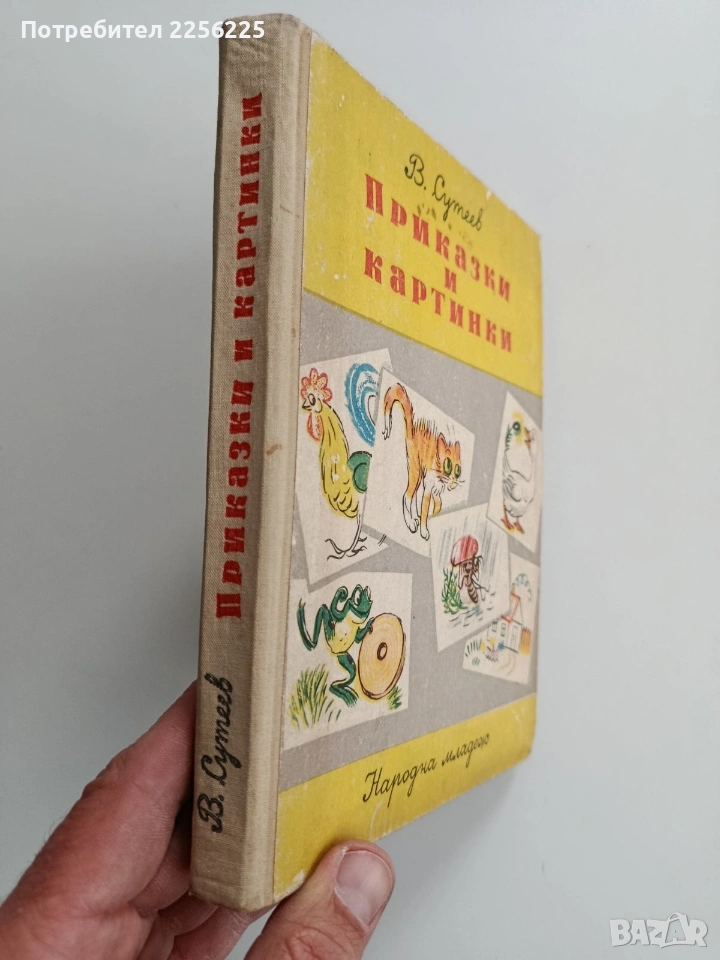 Потребител 2256225
В. Сутеев
Приказки и картинки
В. Сутеев
Приказки
и
картинки
Народна младеж
BAZAR